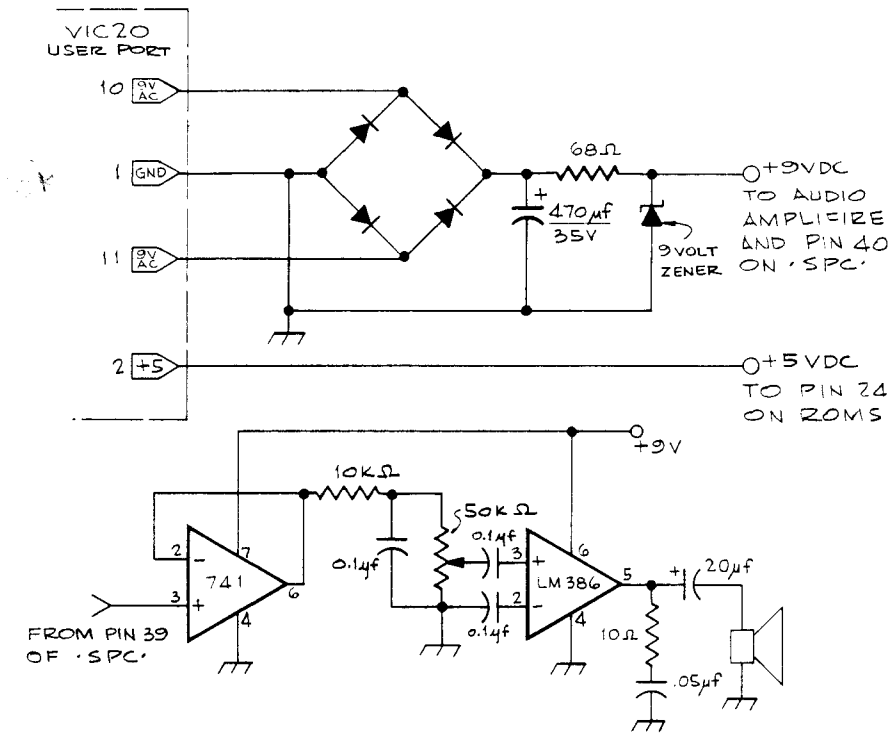 VIC20
USER PORT
10 9V AC
1 GND
11 9V AC
2 +5
68Ω
+
470µf
35V
9 VOLT
ZENER
+9VDC
TO AUDIO
AMPLIFIRE
AND PIN 40
ON 'SPC'
+5VDC
TO PIN 24
ON ROMS
+9V
10KΩ
50KΩ
0.1µf
0.1µf
0.1µf
2 -
3 +
741
7
6
4
3 +
2 -
LM386
6
5
4
+ 20µf
10Ω
.05µf
FROM PIN 39
OF 'SPC'